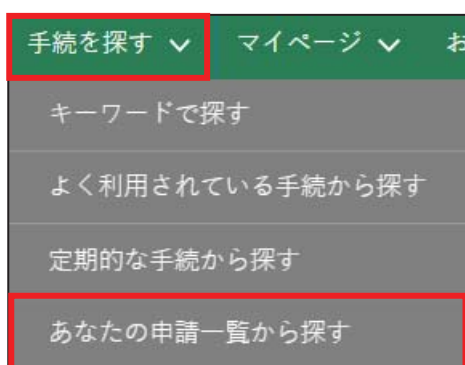 手続を探す マイページ お
キーワードで探す
よく利用されている手続から探す
定期的な手続から探す
あなたの申請一覧から探す